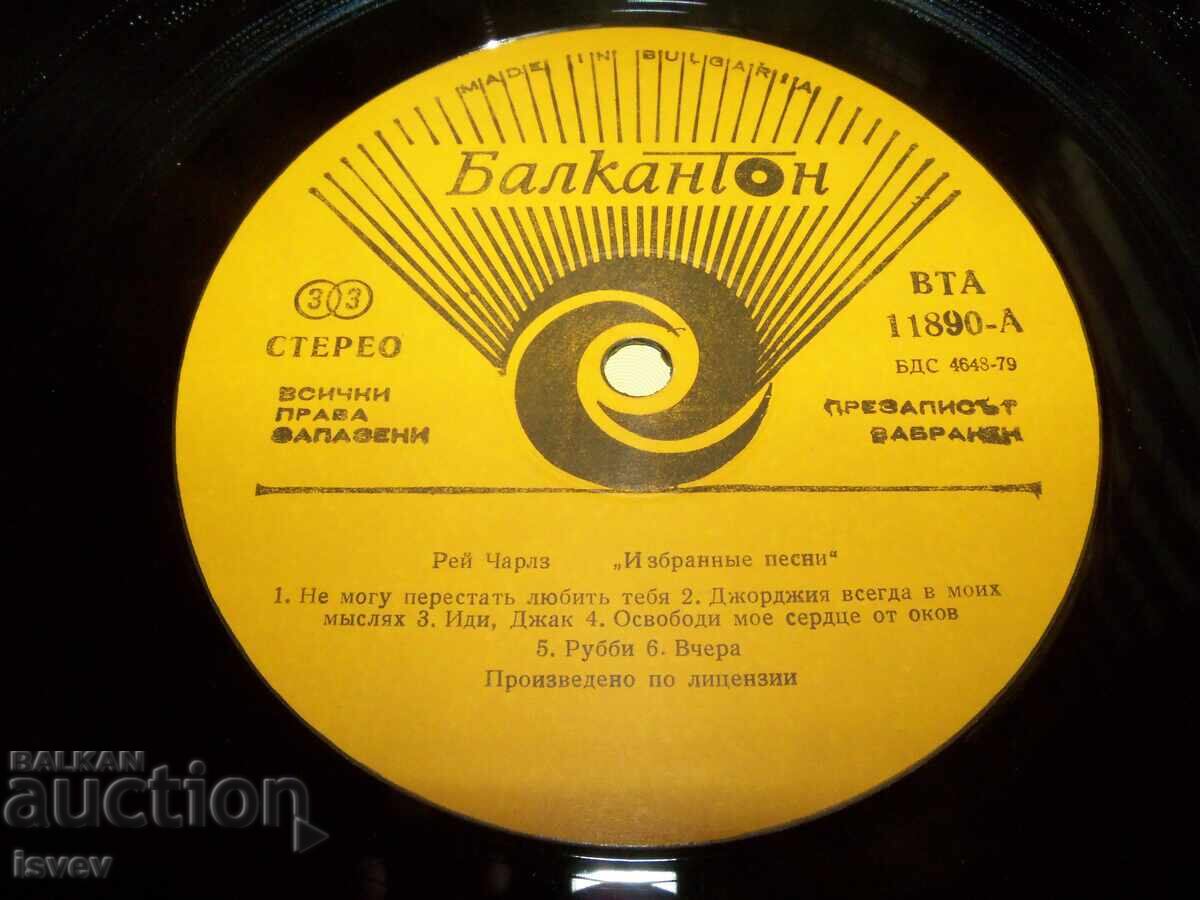 MADE IN BULGARIA
Балкантон
33
СТЕРЕО
ВСИЧКИ
ПРАВА
ЗАПАЗЕНИ
ВТА
11890-А
БДС 4648-79
ПРЕЗАПИСЪТ
ЗАБРАНЕН
Рей Чарлз „Избранные песни“
1. Не могу перестать любить тебя 2. Джорджия всегда в моих
мыслях 3. Иди, Джак 4. Освободи мое сердце от оков
5. Рубби 6. Вчера
Произведено по лицензии
BALKAN
auction
isvev